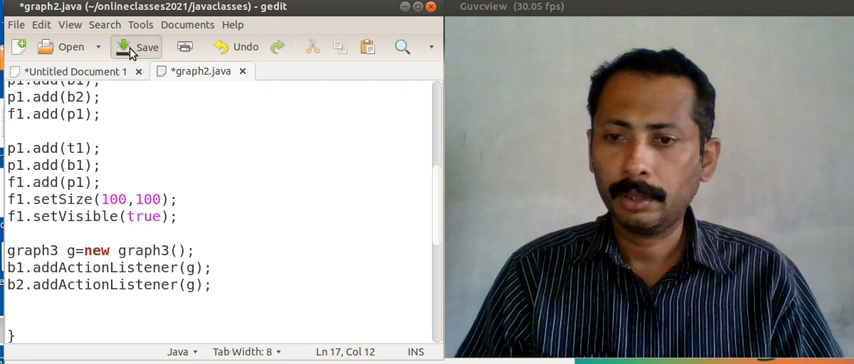 *graph2.java (~/onlineclasses2021/javaclasses) - gedit
Guvcview (30.05 fps)
File Edit View Search Tools Documents Help
Open Save Undo
*Untitled Document 1 *graph2.java
p1.add(b1);
p1.add(b2);
f1.add(p1);
p1.add(t1);
p1.add(b1);
f1.add(p1);
f1.setSize(100,100);
f1.setVisible(true);
graph3 g=new graph3();
b1.addActionListener(g);
b2.addActionListener(g);
}
Java Tab Width: 8 Ln 17, Col 12 INS